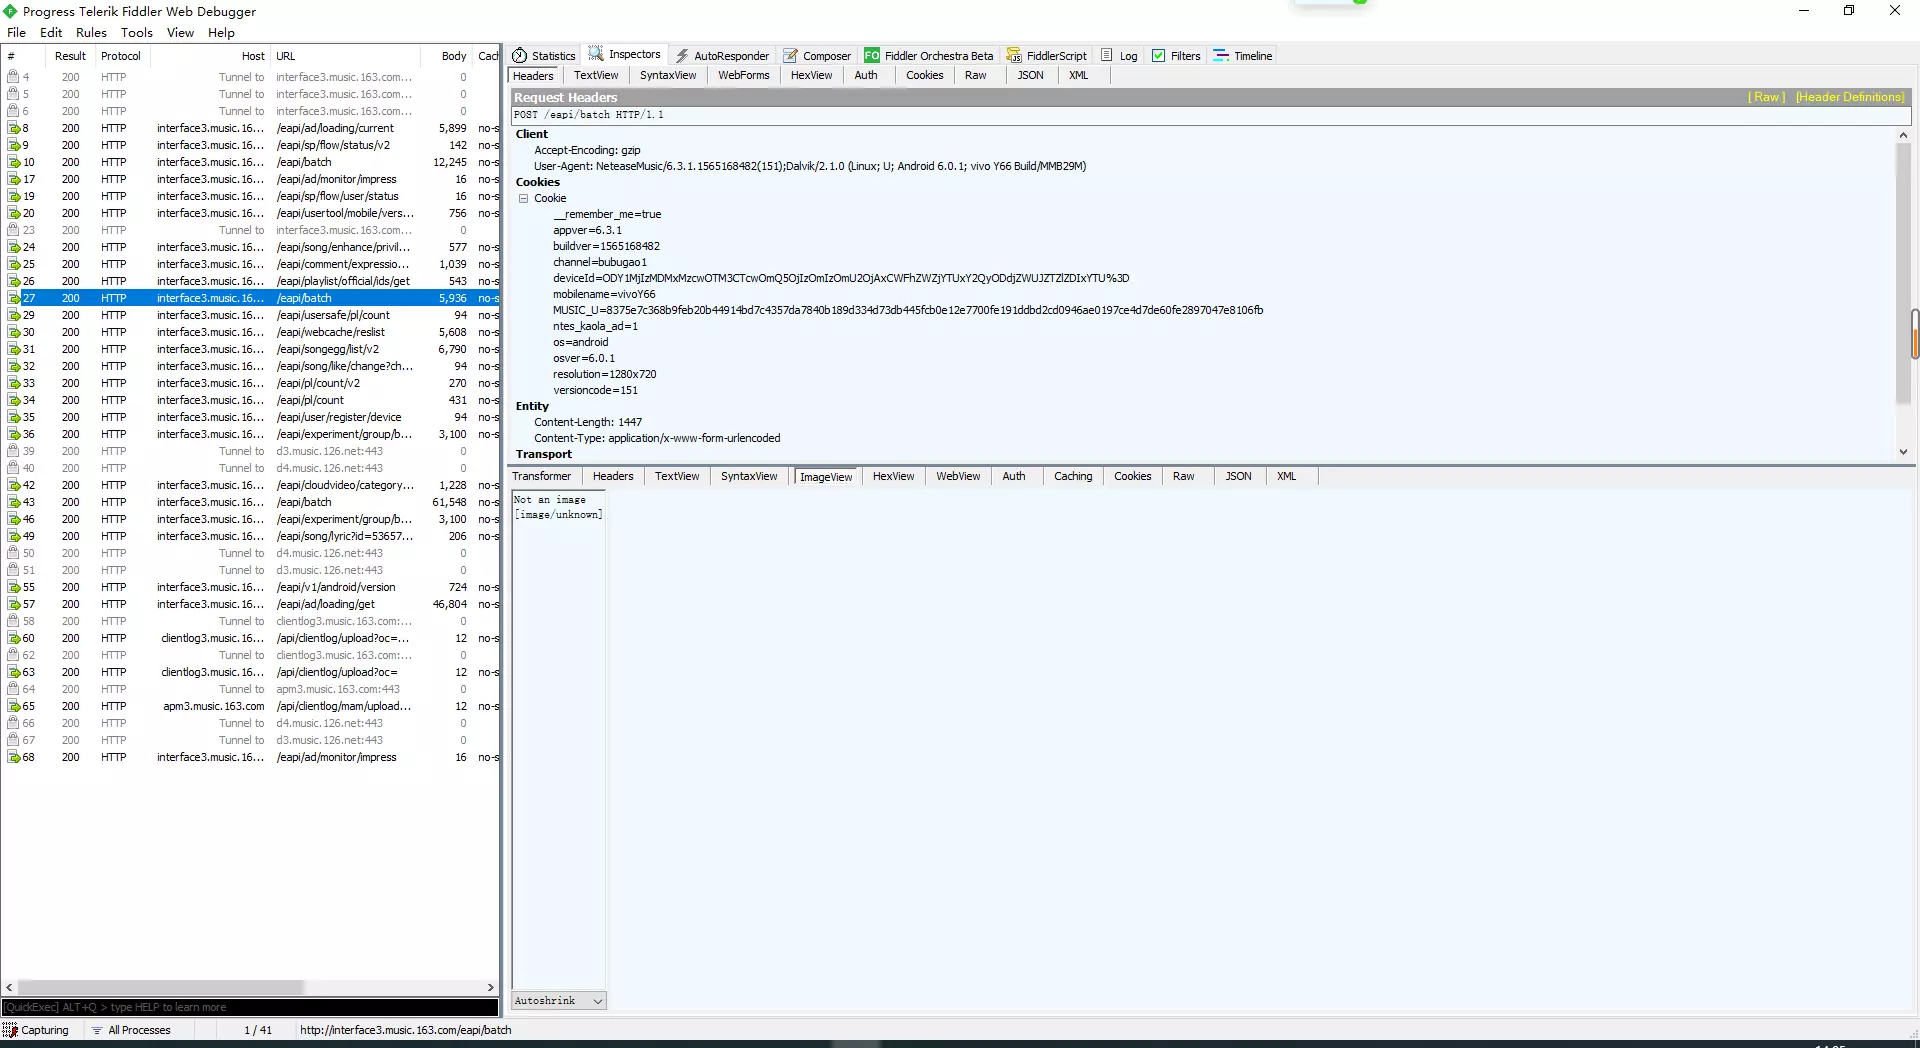 Progress Telerik Fiddler Web Debugger
File Edit Rules Tools View Help
# Result Protocol Host URL Body Cach
4 200 HTTP Tunnel to interface3.music.163.com... 0
5 200 HTTP Tunnel to interface3.music.163.com... 0
6 200 HTTP Tunnel to interface3.music.163.com... 0
8 200 HTTP interface3.music.16... /eapi/ad/loading/current 5,899 no-s
9 200 HTTP interface3.music.16... /eapi/sp/flow/status/v2 142 no-s
10 200 HTTP interface3.music.16... /eapi/batch 12,245 no-s
17 200 HTTP interface3.music.16... /eapi/ad/monitor/impress 16 no-s
19 200 HTTP interface3.music.16... /eapi/sp/flow/user/status 16 no-s
20 200 HTTP interface3.music.16... /eapi/usertool/mobile/vers... 756 no-s
23 200 HTTP Tunnel to interface3.music.163.com... 0
24 200 HTTP interface3.music.16... /eapi/song/enhance/privil... 577 no-s
25 200 HTTP interface3.music.16... /eapi/comment/expressio... 1,039 no-s
26 200 HTTP interface3.music.16... /eapi/playlist/official/ids/get 543 no-s
27 200 HTTP interface3.music.16... /eapi/batch 5,936 no-s
29 200 HTTP interface3.music.16... /eapi/usersafe/pl/count 94 no-s
30 200 HTTP interface3.music.16... /eapi/webcache/reslist 5,608 no-s
31 200 HTTP interface3.music.16... /eapi/songegg/list/v2 6,790 no-s
32 200 HTTP interface3.music.16... /eapi/song/like/change?ch... 94 no-s
33 200 HTTP interface3.music.16... /eapi/pl/count/v2 270 no-s
34 200 HTTP interface3.music.16... /eapi/pl/count 431 no-s
35 200 HTTP interface3.music.16... /eapi/user/register/device 94 no-s
36 200 HTTP interface3.music.16... /eapi/experiment/group/b... 3,100 no-s
39 200 HTTP Tunnel to d3.music.126.net:443 0
40 200 HTTP Tunnel to d4.music.126.net:443 0
42 200 HTTP interface3.music.16... /eapi/cloudvideo/category... 1,228 no-s
43 200 HTTP interface3.music.16... /eapi/batch 61,548 no-s
46 200 HTTP interface3.music.16... /eapi/experiment/group/b... 3,100 no-s
49 200 HTTP interface3.music.16... /eapi/song/lyric?id=53657... 206 no-s
50 200 HTTP Tunnel to d4.music.126.net:443 0
51 200 HTTP Tunnel to d3.music.126.net:443 0
55 200 HTTP interface3.music.16... /eapi/v1/android/version 724 no-s
57 200 HTTP interface3.music.16... /eapi/ad/loading/get 46,804 no-s
58 200 HTTP Tunnel to clientlog3.music.163.com:... 0
60 200 HTTP clientlog3.music.16... /api/clientlog/upload?oc=... 12 no-s
62 200 HTTP Tunnel to clientlog3.music.163.com:... 0
63 200 HTTP clientlog3.music.16... /api/clientlog/upload?oc= 12 no-s
64 200 HTTP Tunnel to apm3.music.163.com:443 0
65 200 HTTP apm3.music.163.com /api/clientlog/mam/upload... 12 no-s
66 200 HTTP Tunnel to d4.music.126.net:443 0
67 200 HTTP Tunnel to d3.music.126.net:443 0
68 200 HTTP interface3.music.16... /eapi/ad/monitor/impress 16 no-s
[QuickExec] ALT+Q > type HELP to learn more
Capturing All Processes 1 / 41 http://interface3.music.163.com/eapi/batch
Statistics Inspectors AutoResponder Composer FO Fiddler Orchestra Beta FiddlerScript Log Filters Timeline
Headers TextView SyntaxView WebForms HexView Auth Cookies Raw JSON XML
Request Headers [ Raw ] [Header Definitions]
POST /eapi/batch HTTP/1.1
Client
Accept-Encoding: gzip
User-Agent: NeteaseMusic/6.3.1.1565168482(151);Dalvik/2.1.0 (Linux; U; Android 6.0.1; vivo Y66 Build/MMB29M)
Cookies
Cookie
__remember_me=true
appver=6.3.1
buildver=1565168482
channel=bubugao1
deviceId=ODY1MjIzMDMxMzcwOTM3CTcwOmQ5OjIzOmIzOmU2OjAxCWFhZWZjYTUxY2QyODdjZWUJZTZlZDIxYTU%3D
mobilename=vivoY66
MUSIC_U=8375e7c368b9feb20b44914bd7c4357da7840b189d334d73db445fcb0e12e7700fe191ddbd2cd0946ae0197ce4d7de60fe2897047e8106fb
ntes_kaola_ad=1
os=android
osver=6.0.1
resolution=1280x720
versioncode=151
Entity
Content-Length: 1447
Content-Type: application/x-www-form-urlencoded
Transport
Transformer Headers TextView SyntaxView ImageView HexView WebView Auth Caching Cookies Raw JSON XML
Not an image
[image/unknown]
Autoshrink